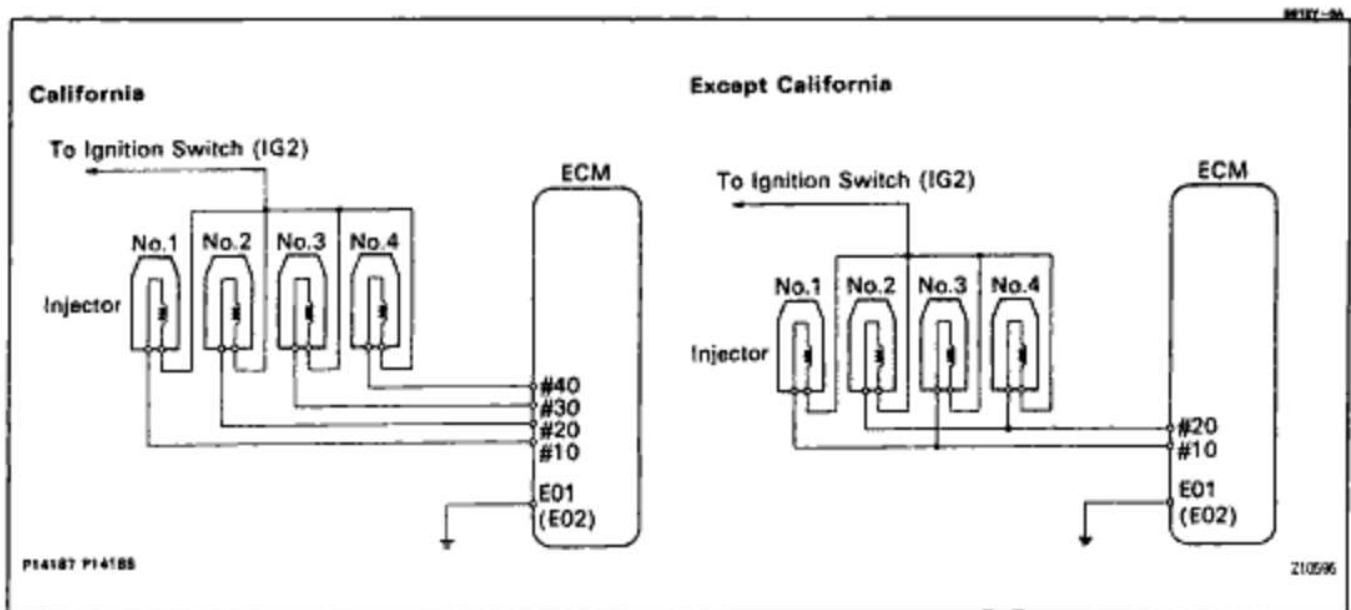 California
To Ignition Switch (IG2)
ECM
No.1 No.2 No.3 No.4
Injector
#40
#30
#20
#10
E01
(E02)
P14187 P14188
Except California
To Ignition Switch (IG2)
ECM
No.1 No.2 No.3 No.4
Injector
#20
#10
E01
(E02)
Z10596